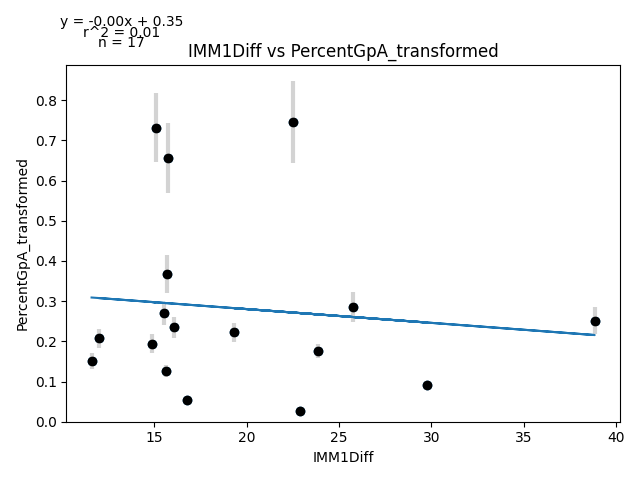 y = -0.00x + 0.35
r^2 = 0.01
n = 17
IMM1Diff vs PercentGpA_transformed
PercentGpA_transformed
0.8
0.7
0.6
0.5
0.4
0.3
0.2
0.1
0.0
15
20
25
30
35
40
IMM1Diff